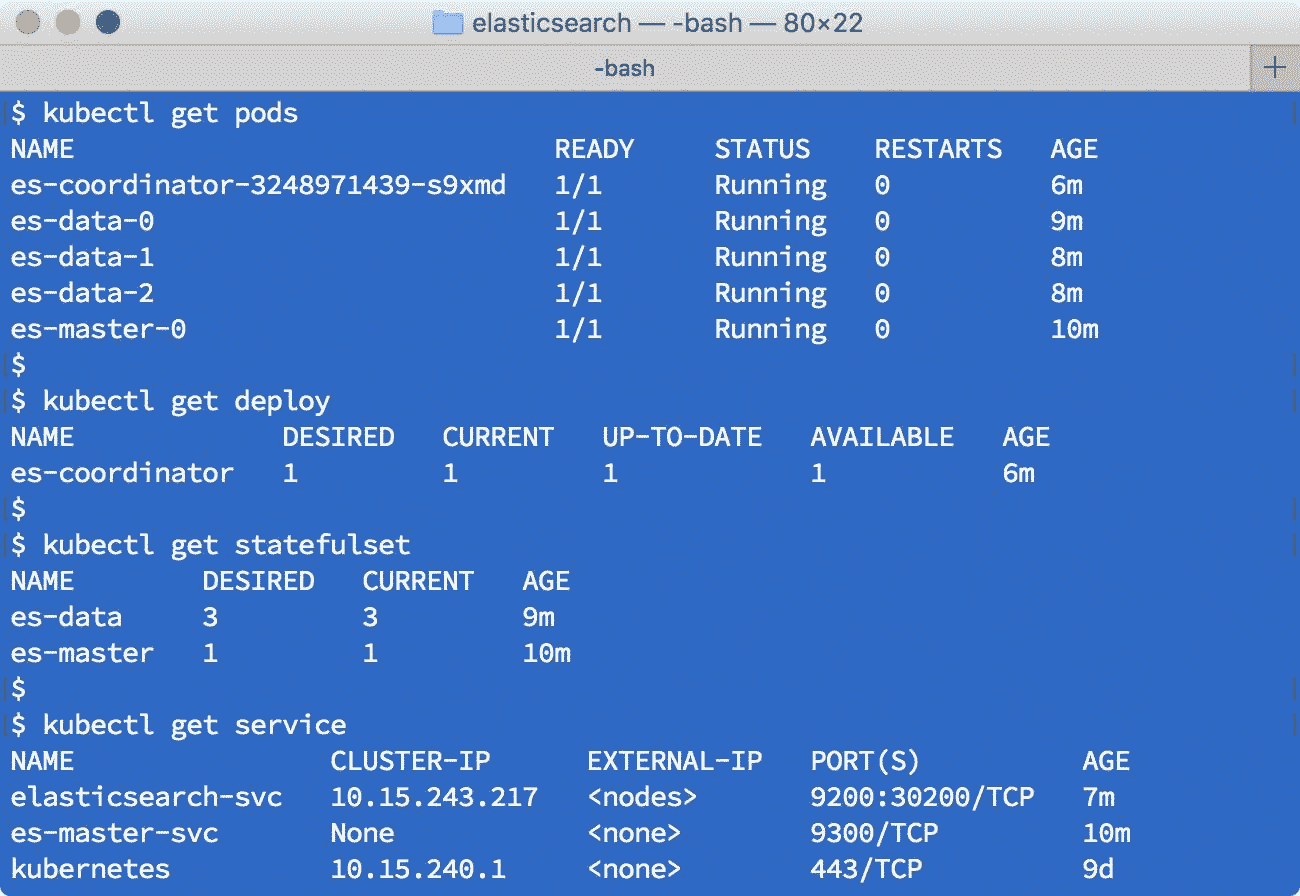 elasticsearch — -bash — 80×22
-bash +
$ kubectl get pods
NAME READY STATUS RESTARTS AGE
es-coordinator-3248971439-s9xmd 1/1 Running 0 6m
es-data-0 1/1 Running 0 9m
es-data-1 1/1 Running 0 8m
es-data-2 1/1 Running 0 8m
es-master-0 1/1 Running 0 10m
$
$ kubectl get deploy
NAME DESIRED CURRENT UP-TO-DATE AVAILABLE AGE
es-coordinator 1 1 1 1 6m
$
$ kubectl get statefulset
NAME DESIRED CURRENT AGE
es-data 3 3 9m
es-master 1 1 10m
$
$ kubectl get service
NAME CLUSTER-IP EXTERNAL-IP PORT(S) AGE
elasticsearch-svc 10.15.243.217 <nodes> 9200:30200/TCP 7m
es-master-svc None <none> 9300/TCP 10m
kubernetes 10.15.240.1 <none> 443/TCP 9d